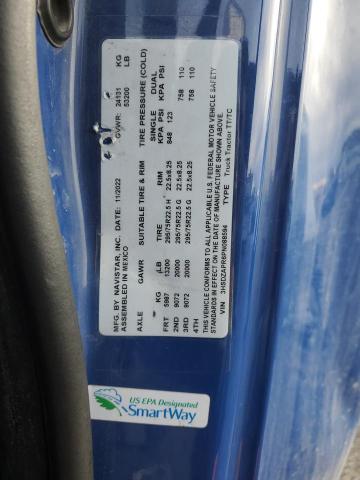 MFG. BY NAVISTAR, INC. DATE: 11/2022 GVWR: 24131 KG
ASSEMBLED IN MEXICO 53200 LB
AXLE GAWR SUITABLE TIRE & RIM TIRE PRESSURE (COLD)
SINGLE DUAL
KG LB TIRE RIM KPA PSI KPA PSI
FRT 5987 13200 295/75R22.5 H 22.5x8.25 848 123
2ND 9072 20000 295/75R22.5 G 22.5x8.25 758 110
3RD 9072 20000 295/75R22.5 G 22.5x8.25 758 110
4TH
THIS VEHICLE CONFORMS TO ALL APPLICABLE U.S. FEDERAL MOTOR VEHICLE SAFETY
STANDARDS IN EFFECT ON THE DATE OF MANUFACTURE SHOWN ABOVE.
VIN 3HSDZAPR6PN088594 TYPE Truck Tractor TT/TC
US EPA Designated
SmartWay